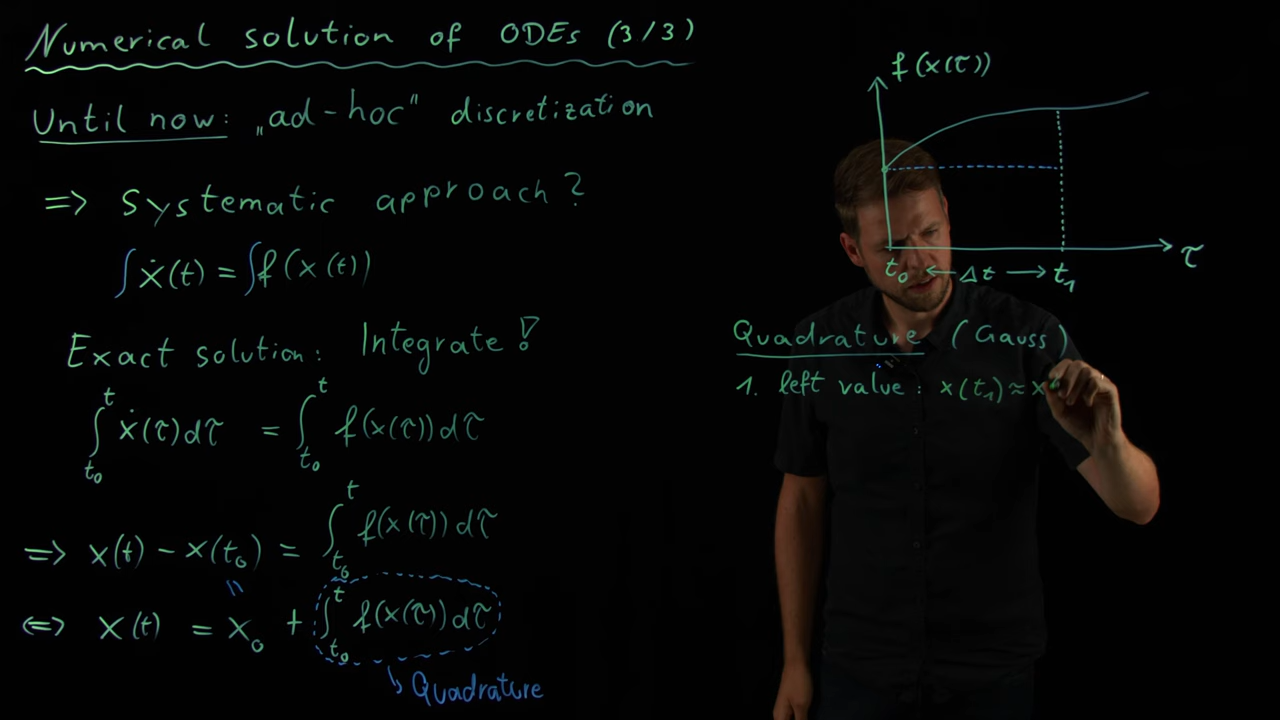 Numerical solution of ODEs (3/3)
Until now: „ad-hoc" discretization
=> Systematic approach?
∫ẋ(t) = ∫f(x(t))
Exact solution: Integrate!
∫_{t₀}^{t} ẋ(τ)dτ = ∫_{t₀}^{t} f(x(τ))dτ
=> x(t) - x(t₀) = ∫_{t₀}^{t} f(x(τ))dτ
<=> x(t) = x₀ + ∫_{t₀}^{t} f(x(τ))dτ
↳ Quadrature
f(x(τ))
τ
t₀ ← Δt → t₁
Quadrature (Gauss)
1. left value: x(t₁) ≈ x